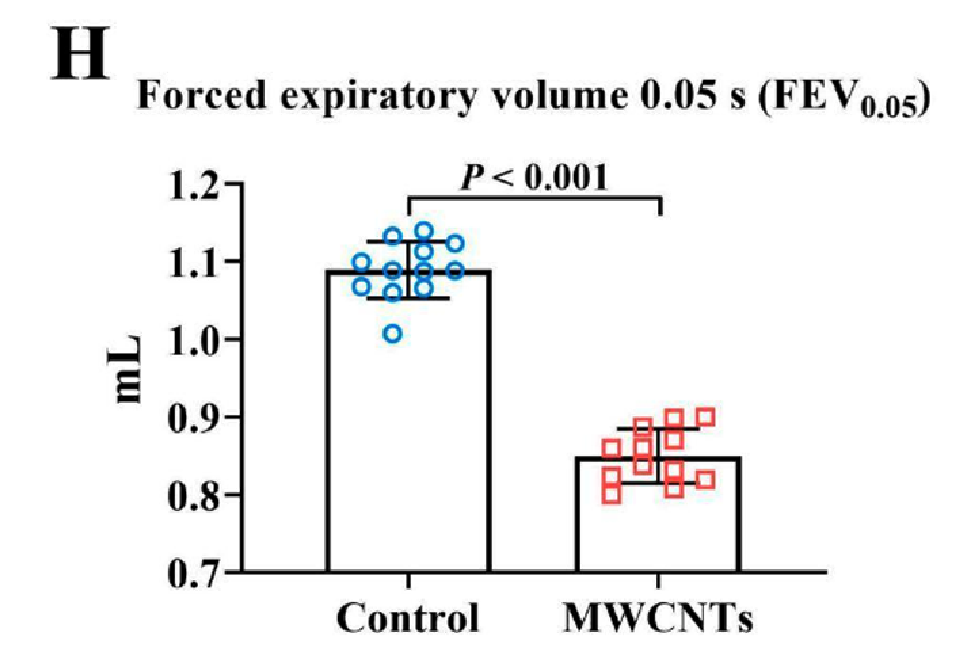 H
Forced expiratory volume 0.05 s (FEV0.05)
P < 0.001
1.2
1.1
1.0
0.9
0.8
0.7
mL
Control MWCNTs